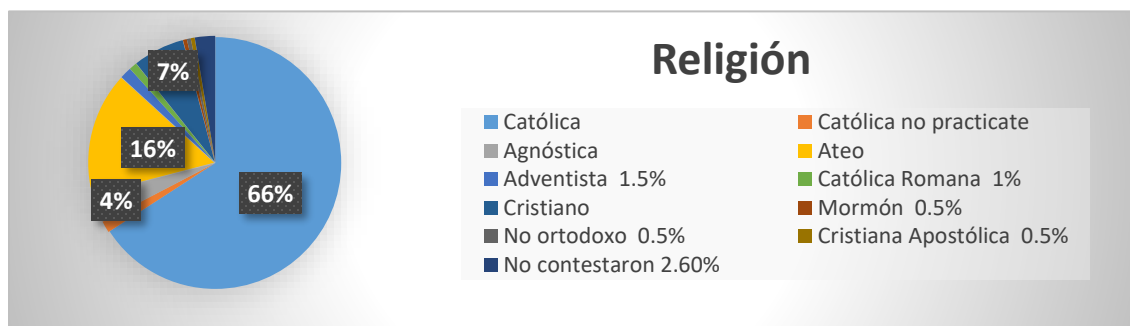 Religión
7%
16%
4%
66%
Católica
Católica no practicate
Agnóstica
Ateo
Adventista 1.5%
Católica Romana 1%
Cristiano
Mormón 0.5%
No ortodoxo 0.5%
Cristiana Apostólica 0.5%
No contestaron 2.60%